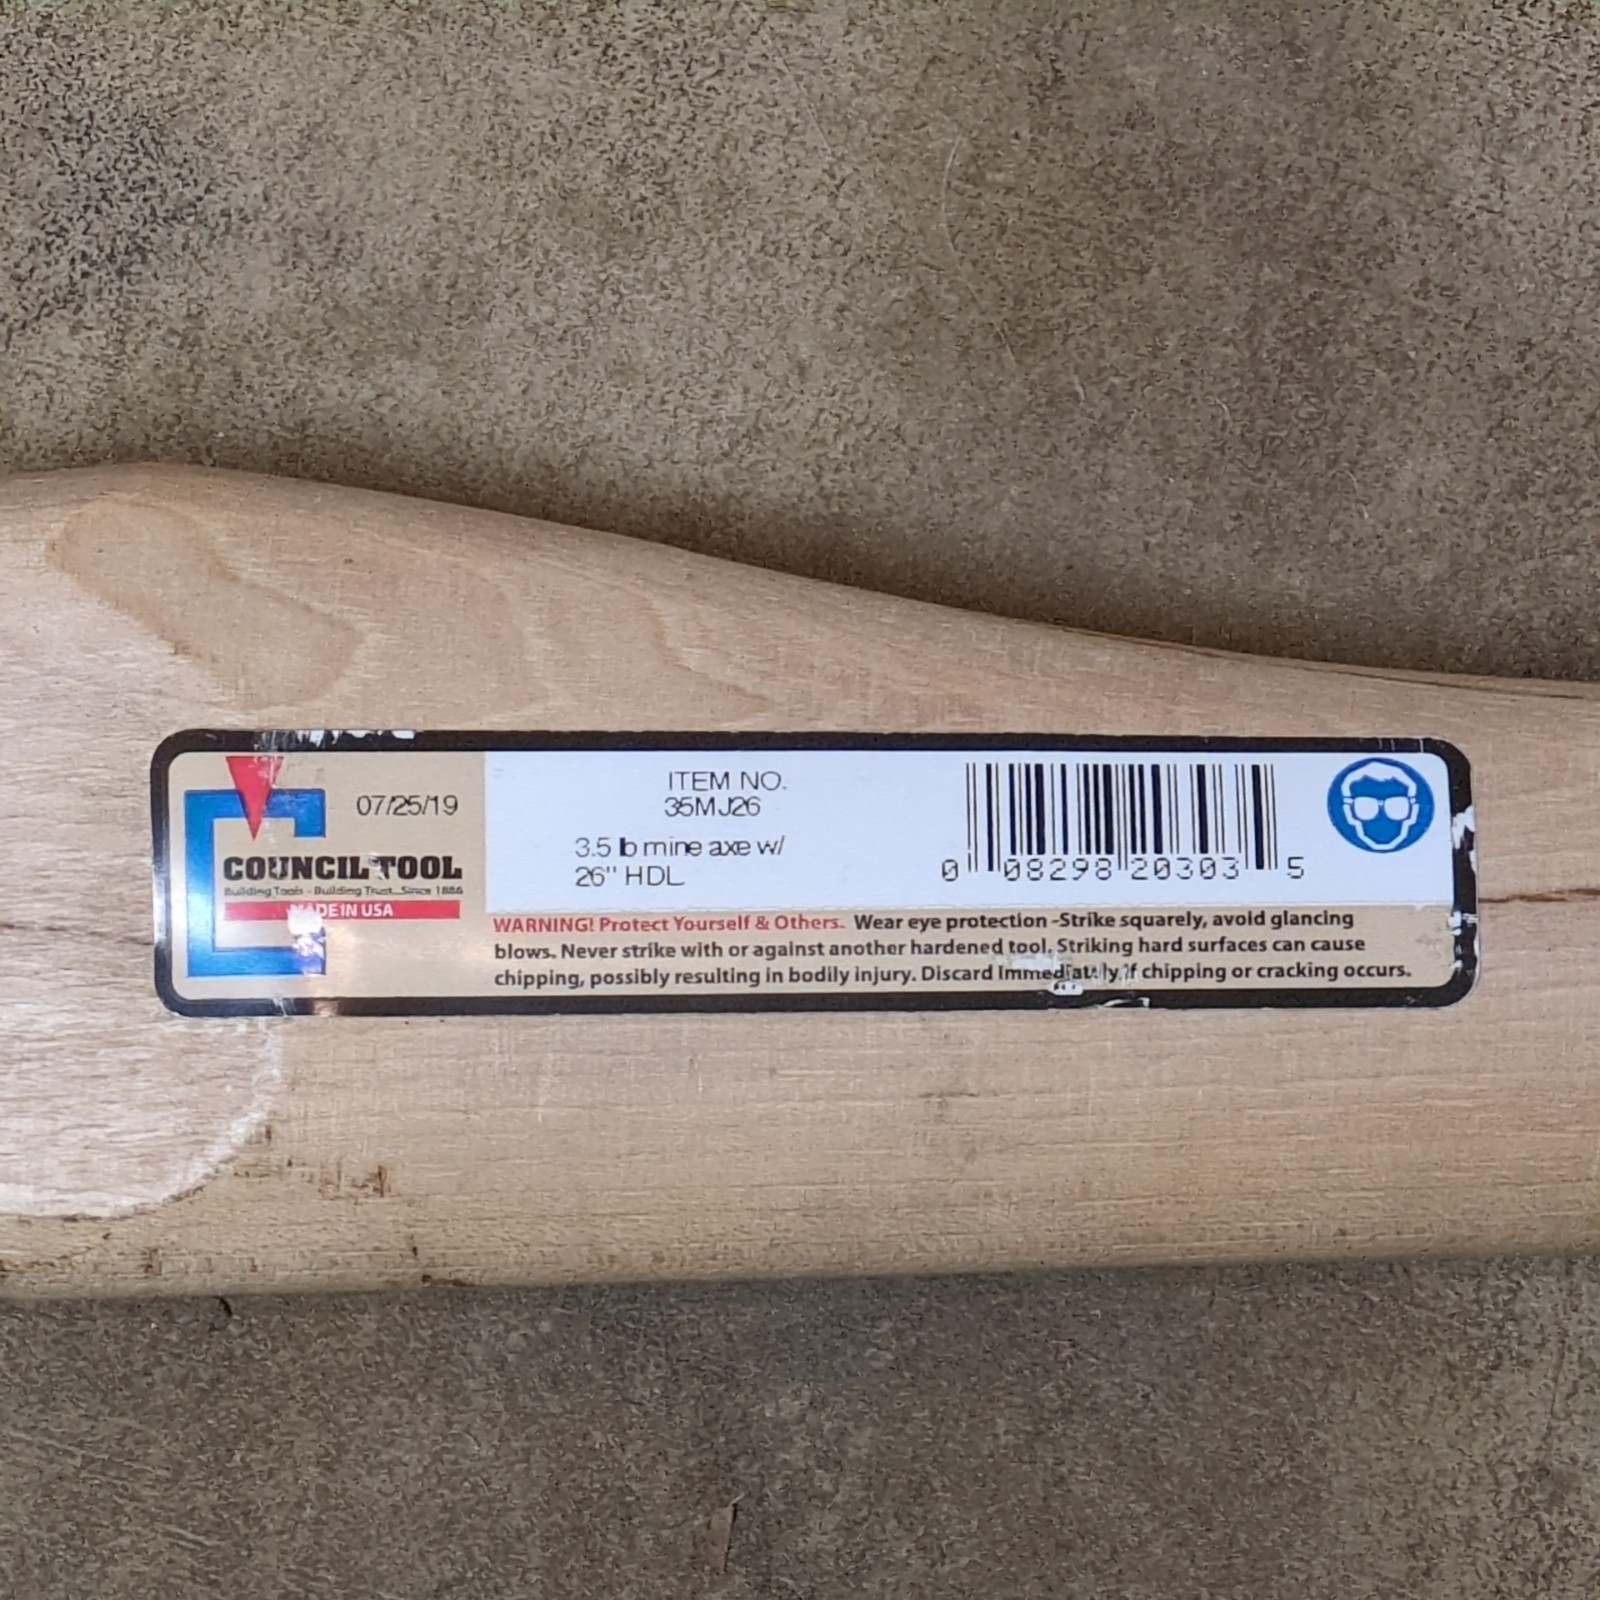 07/25/19
COUNCIL TOOL
Building Tools - Building Trust Since 1886
MADE IN USA
ITEM NO.
35MJ26
3.5 lb mine axe w/
26" HDL
0 08298 20303 5
WARNING! Protect Yourself & Others. Wear eye protection -Strike squarely, avoid glancing
blows. Never strike with or against another hardened tool. Striking hard surfaces can cause
chipping, possibly resulting in bodily injury. Discard Immediately if chipping or cracking occurs.